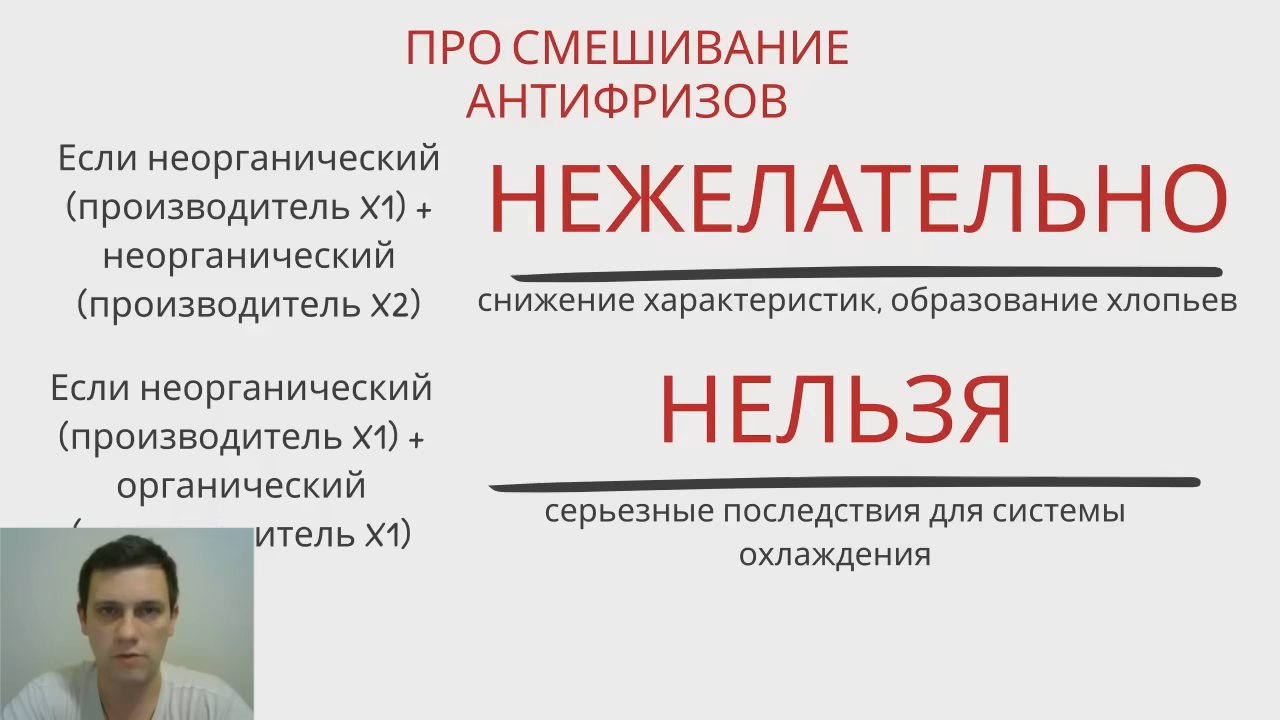 ПРО СМЕШИВАНИЕ
АНТИФРИЗОВ
Если неорганический
(производитель X1) +
неорганический
(производитель X2)
НЕЖЕЛАТЕЛЬНО
снижение характеристик, образование хлопьев
Если неорганический
(производитель X1) +
органический
X1)
НЕЛЬЗЯ
серьезные последствия для системы
охлаждения